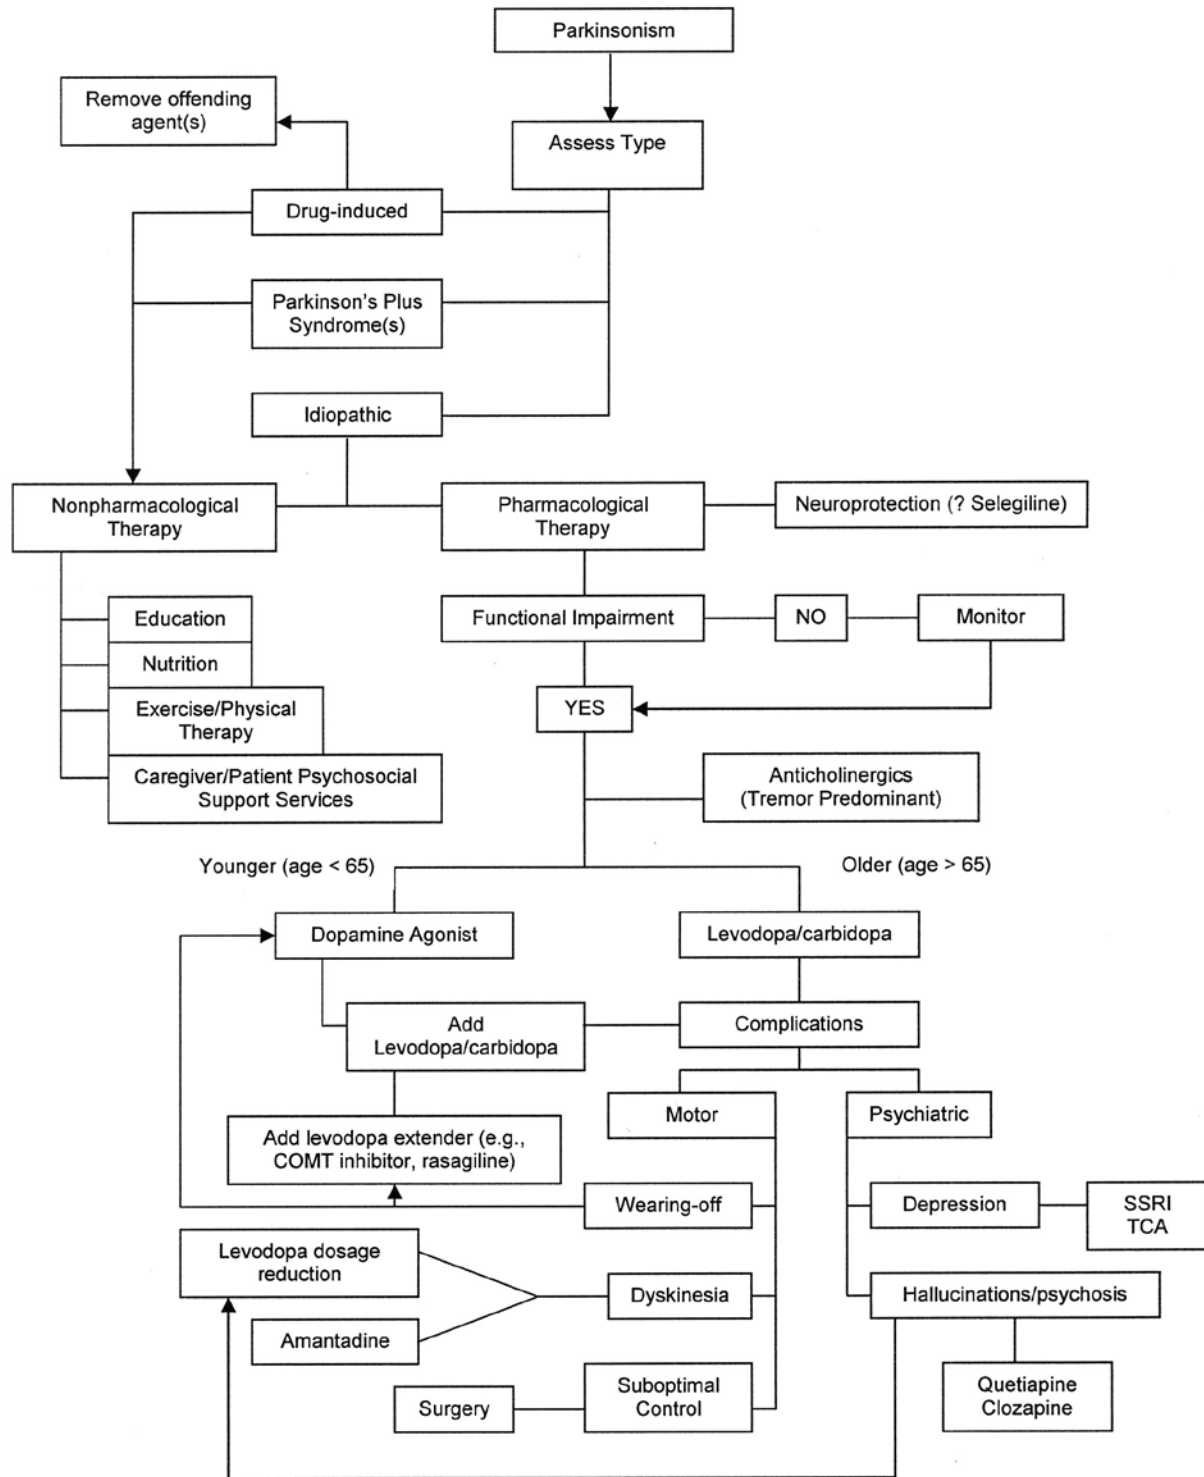 Parkinsonism
Remove offending
agent(s)
Assess Type
Drug-induced
Parkinson's Plus
Syndrome(s)
Idiopathic
Nonpharmacological
Therapy
Pharmacological
Therapy
Neuroprotection (? Selegiline)
Education
Nutrition
Exercise/Physical
Therapy
Caregiver/Patient Psychosocial
Support Services
Functional Impairment
NO
Monitor
YES
Anticholinergics
(Tremor Predominant)
Younger (age < 65)
Older (age > 65)
Dopamine Agonist
Levodopa/carbidopa
Add
Levodopa/carbidopa
Complications
Motor
Psychiatric
Add levodopa extender (e.g.,
COMT inhibitor, rasagiline)
Wearing-off
Depression
SSRI
TCA
Levodopa dosage
reduction
Dyskinesia
Hallucinations/psychosis
Amantadine
Surgery
Suboptimal
Control
Quetiapine
Clozapine